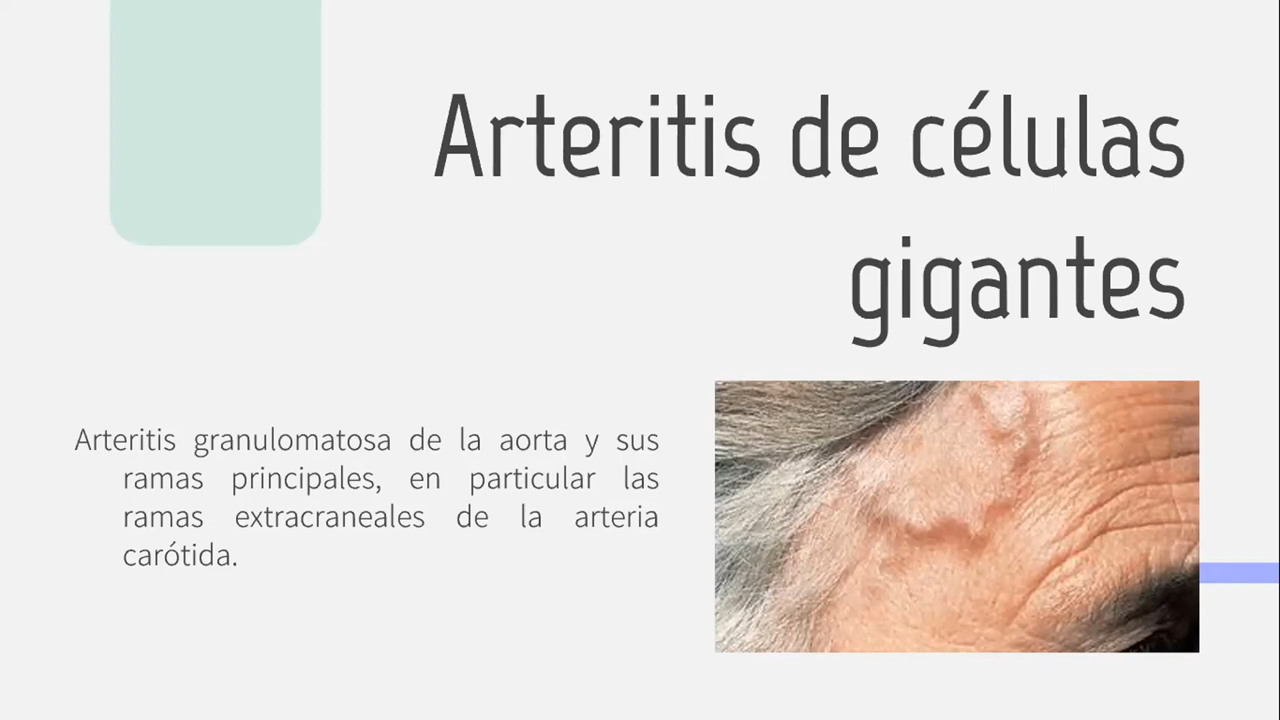 Arteritis de células
gigantes
Arteritis granulomatosa de la aorta y sus
ramas principales, en particular las
ramas extracraneales de la arteria
carótida.